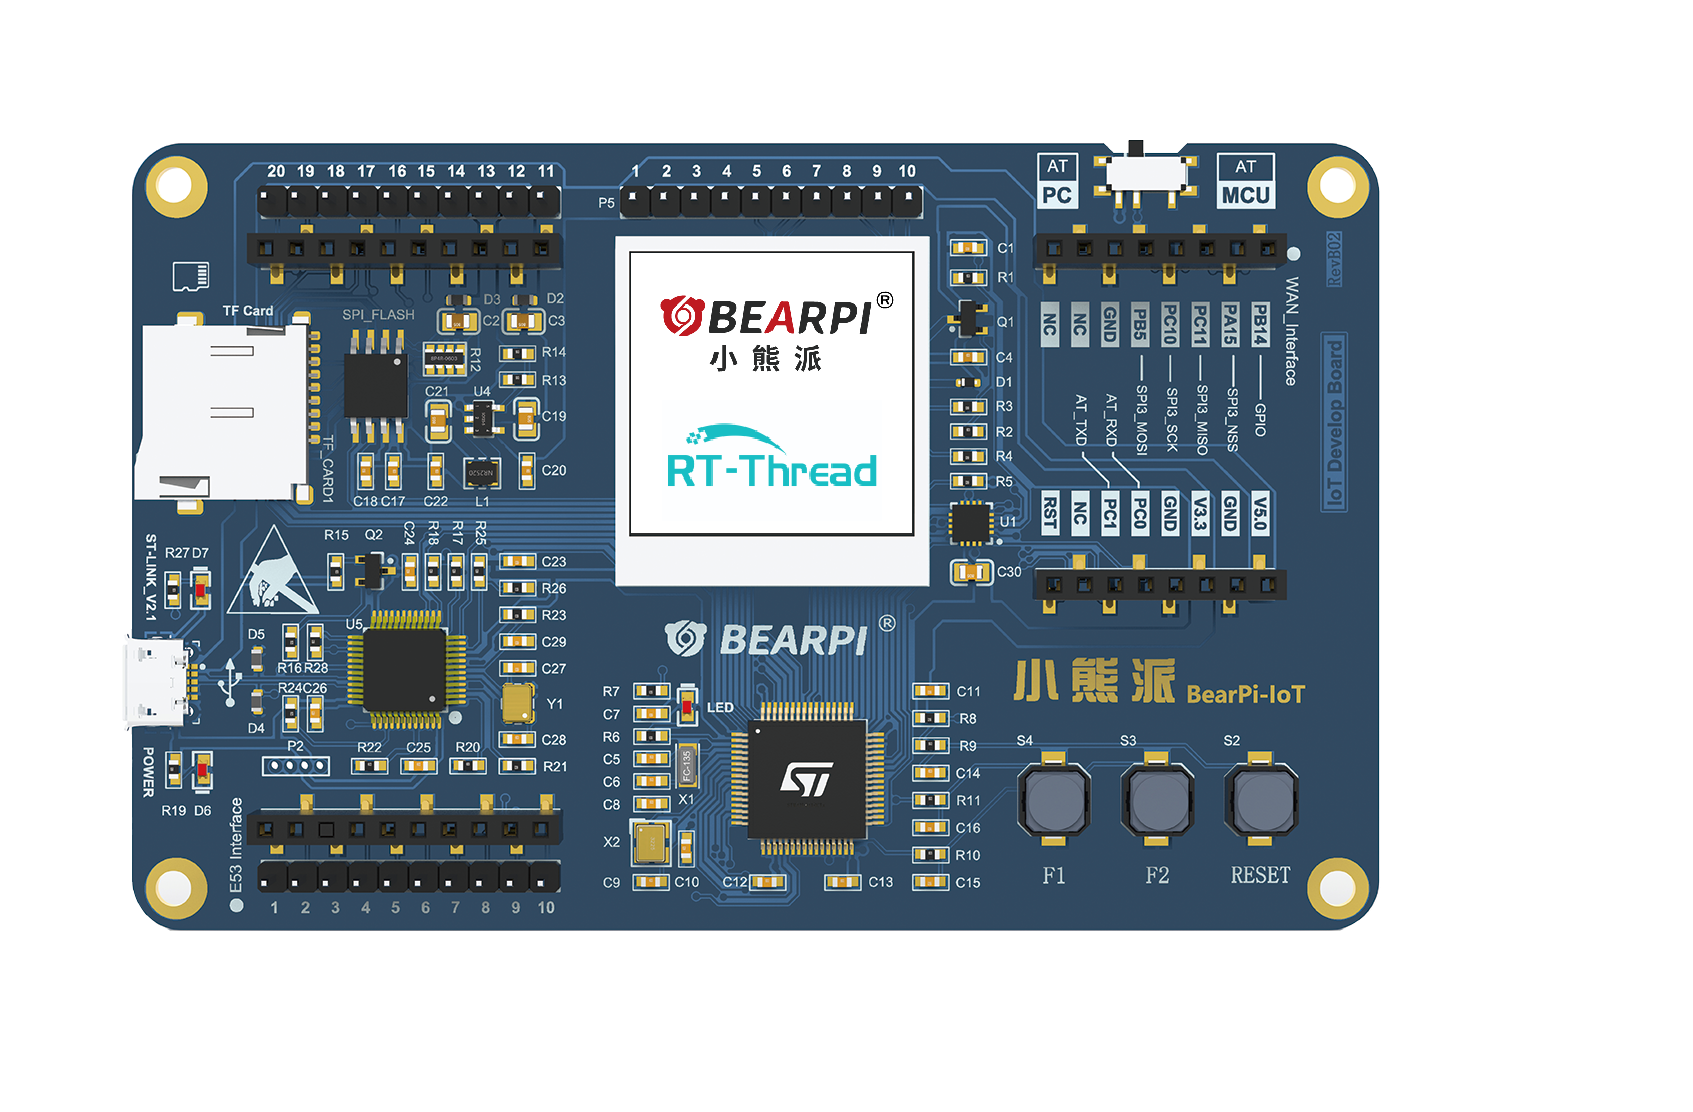 20 19 18 17 16 15 14 13 12 11
P5 1 2 3 4 5 6 7 8 9 10
AT
PC
AT
MCU
RevB02
IoT Develop Board
WAN_Interface
TF Card
TF_CARD1
SPI_FLASH
D3 D2
C2 C3
R12
R14
R13
C21
U4
C19
C20
C18 C17 C22 L1
NR2520
BEARPI®
小熊派
RT-Thread
C1
R1
Q1
C4
D1
R3
R2
R4
R5
U1
C30
NC NC GND PB5 PC10 PC11 PA15 PB14
AT_TXD AT_RXD SPI3_MOSI SPI3_SCK SPI3_MISO SPI3_NSS GPIO
RST NC PC1 PC0 GND V3.3 GND V5.0
ST-LINK_V2.1
R27 D7
R15 Q2 C24 R18 R17 R25
C23
R26
R23
C29
C27
Y1
C28
R21
U5
D5
R16 R28
R24 C26
D4
P2
R22 C25 R20
POWER
R19 D6
E53 Interface
1 2 3 4 5 6 7 8 9 10
BEARPI®
小熊派 BearPi-IoT
R7
C7
R6
C5
C6
C8
X2
C9
LED
FC-135
X1
C10
C12
C13
ST
C11
R8
R9
C14
R11
C16
R10
C15
S4 S3 S2
F1 F2 RESET